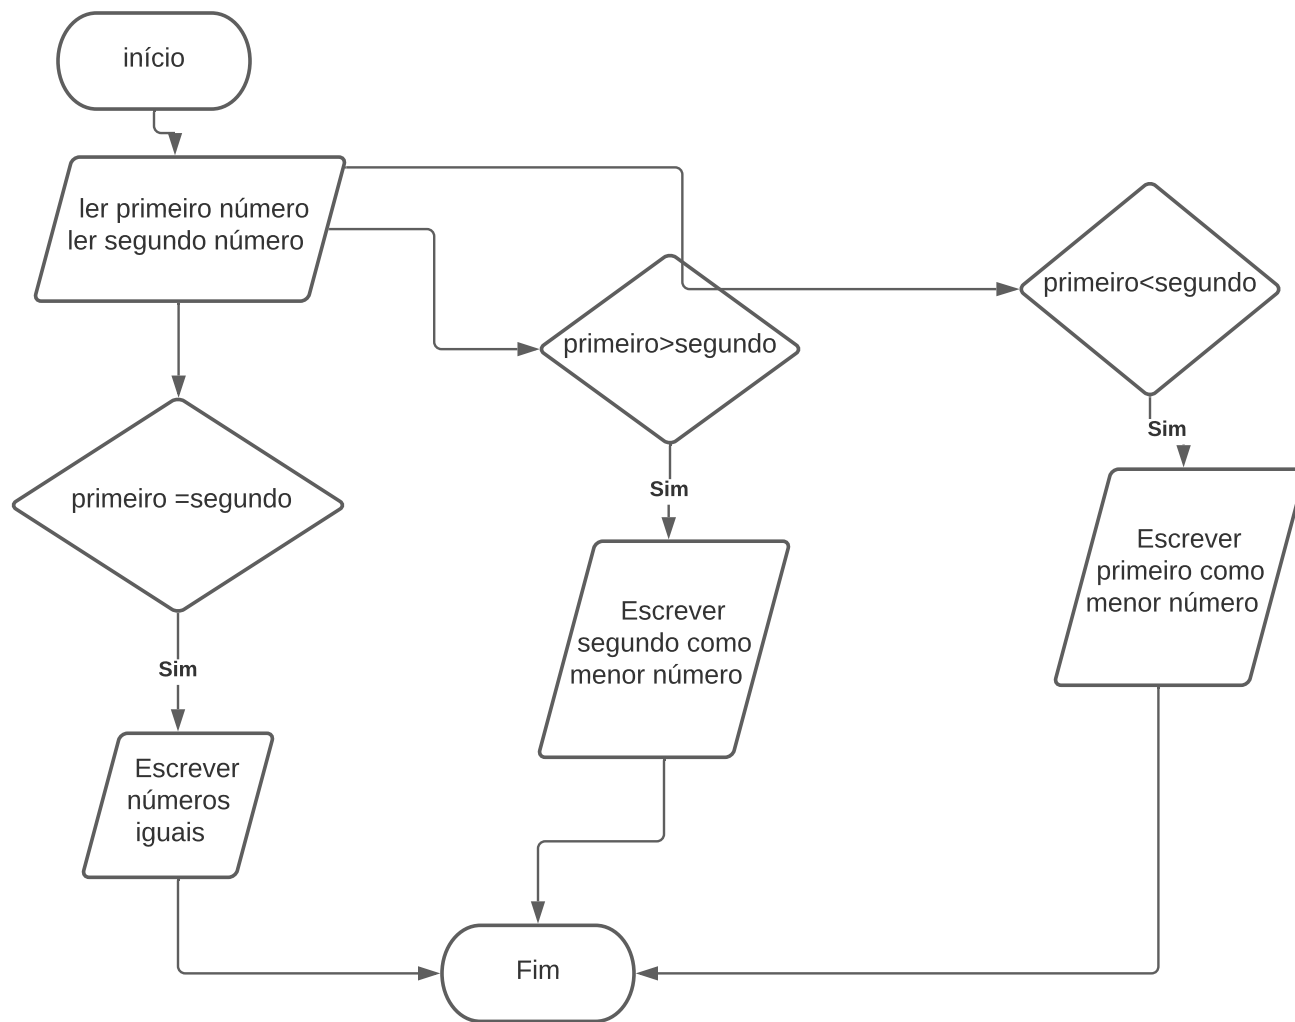 início
ler primeiro número
ler segundo número
primeiro<segundo
primeiro>segundo
Sim
primeiro =segundo
Sim
Escrever
primeiro como
menor número
Escrever
segundo como
menor número
Sim
Escrever
números
iguais
Fim